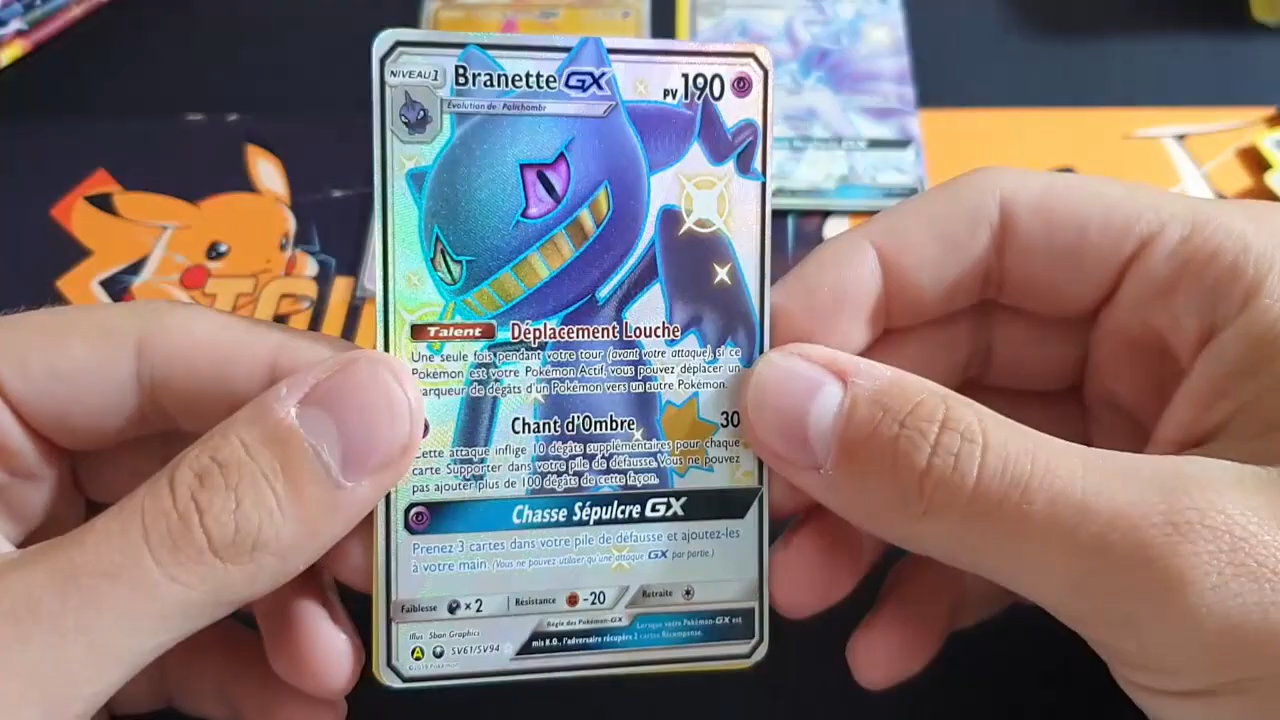 NIVEAU 1
Branette GX
PV 190
Évolution de Polichombr
Talent
Déplacement Louche
Une seule fois pendant votre tour (avant votre attaque), si ce
Pokémon est votre Pokémon Actif, vous pouvez déplacer un
arqueur de dégâts d'un Pokémon vers un autre Pokémon.
Chant d'Ombre
30
Cette attaque inflige 10 dégâts supplémentaires pour chaque
carte Supporter dans votre pile de défausse. Vous ne pouvez
pas ajouter plus de 100 dégâts de cette façon.
Chasse Sépulcre GX
Prenez 3 cartes dans votre pile de défausse et ajoutez-les
à votre main. (Vous ne pouvez utiliser qu'une attaque GX par partie.)
Faiblesse × 2
Résistance -20
Retraite
Règle des Pokémon-GX
Lorsque votre Pokémon-GX est
mis K.O., l'adversaire récupère 2 cartes Récompense.
Illus. 5ban Graphics
A SV61/SV94
©2019 Pokémon